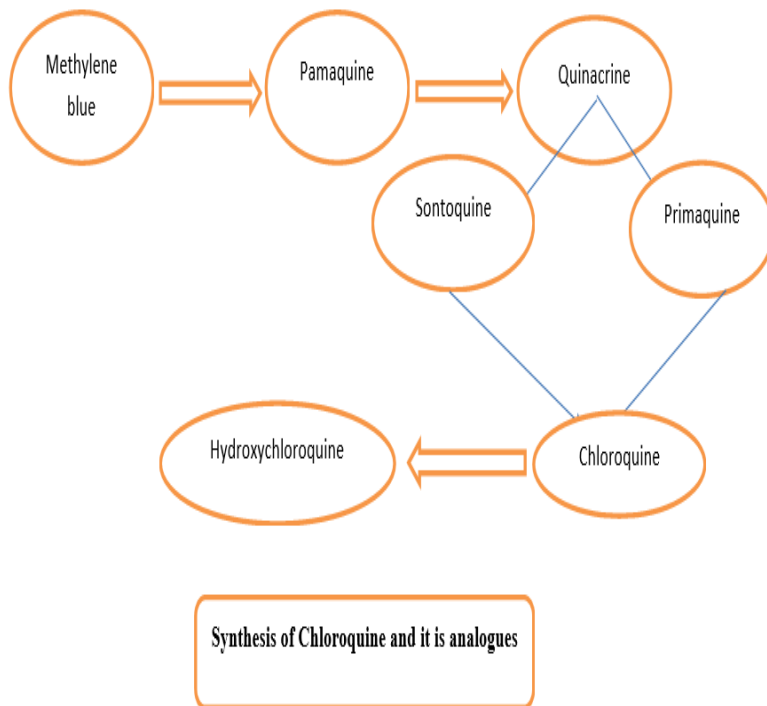 Methylene
blue
Pamaquine
Quinacrine
Sontoquine
Primaquine
Hydroxychloroquine
Chloroquine
Synthesis of Chloroquine and it is analogues